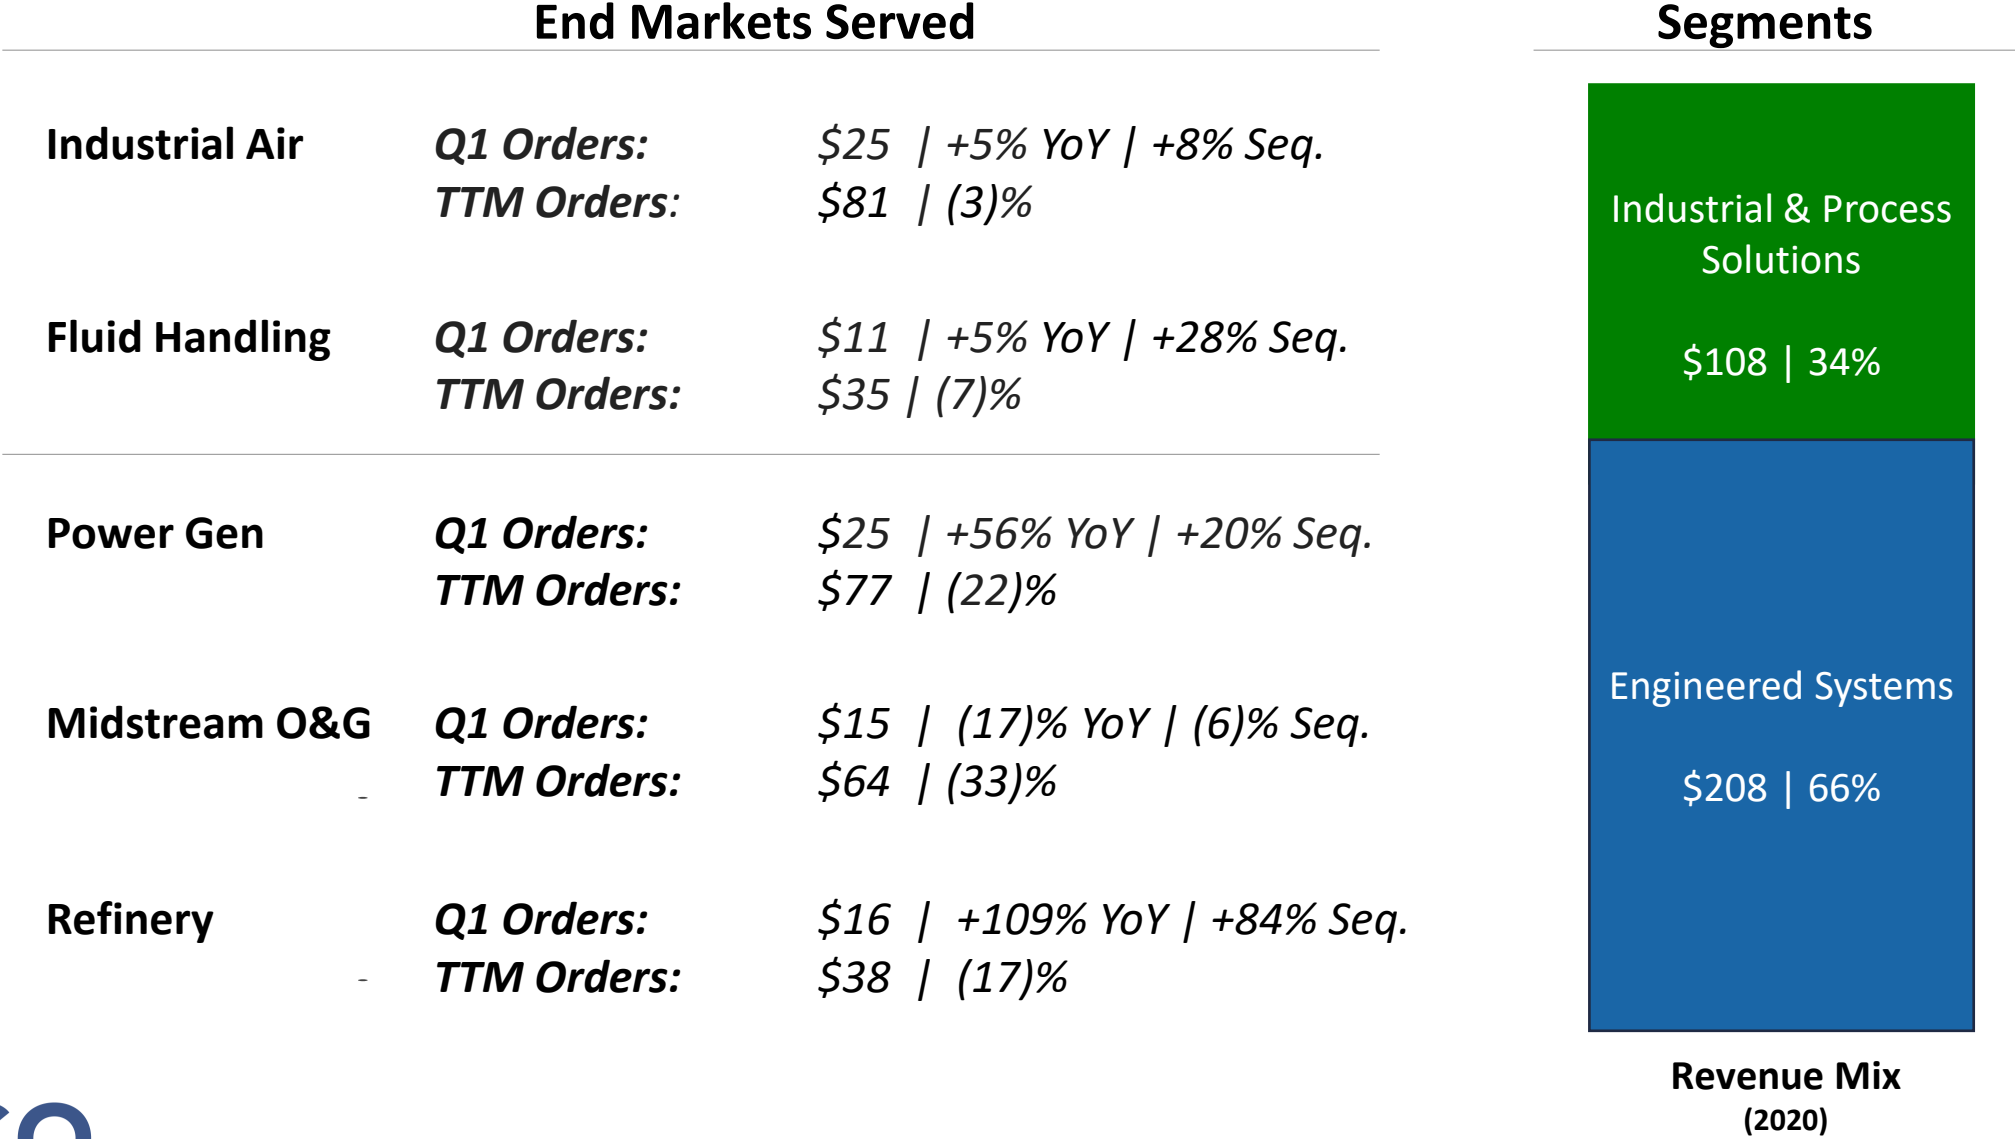 End Markets Served
Segments
Industrial Air
Q1 Orders: $25 | +5% YoY | +8% Seq.
TTM Orders: $81 | (3)%
Fluid Handling
Q1 Orders: $11 | +5% YoY | +28% Seq.
TTM Orders: $35 | (7)%
Power Gen
Q1 Orders: $25 | +56% YoY | +20% Seq.
TTM Orders: $77 | (22)%
Midstream O&G
Q1 Orders: $15 | (17)% YoY | (6)% Seq.
TTM Orders: $64 | (33)%
Refinery
Q1 Orders: $16 | +109% YoY | +84% Seq.
TTM Orders: $38 | (17)%
Industrial & Process
Solutions
$108 | 34%
Engineered Systems
$208 | 66%
Revenue Mix
(2020)